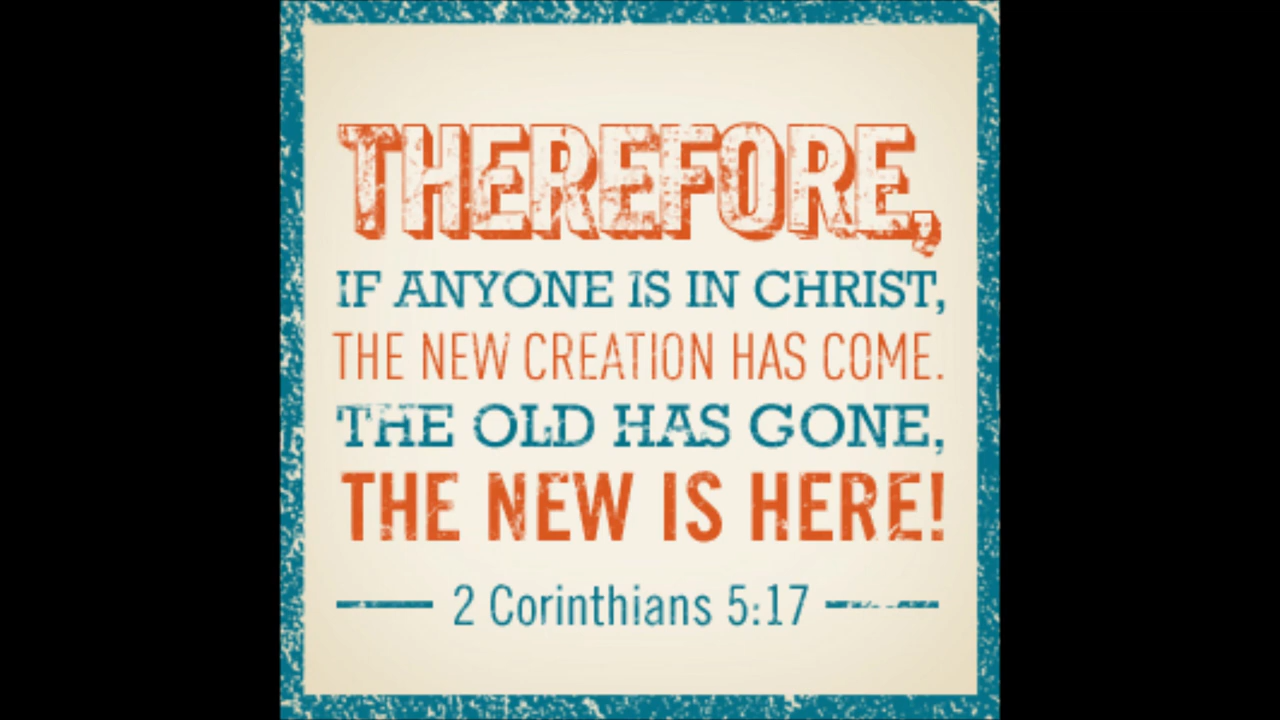 THEREFORE,
IF ANYONE IS IN CHRIST,
THE NEW CREATION HAS COME.
THE OLD HAS GONE,
THE NEW IS HERE!
2 Corinthians 5:17